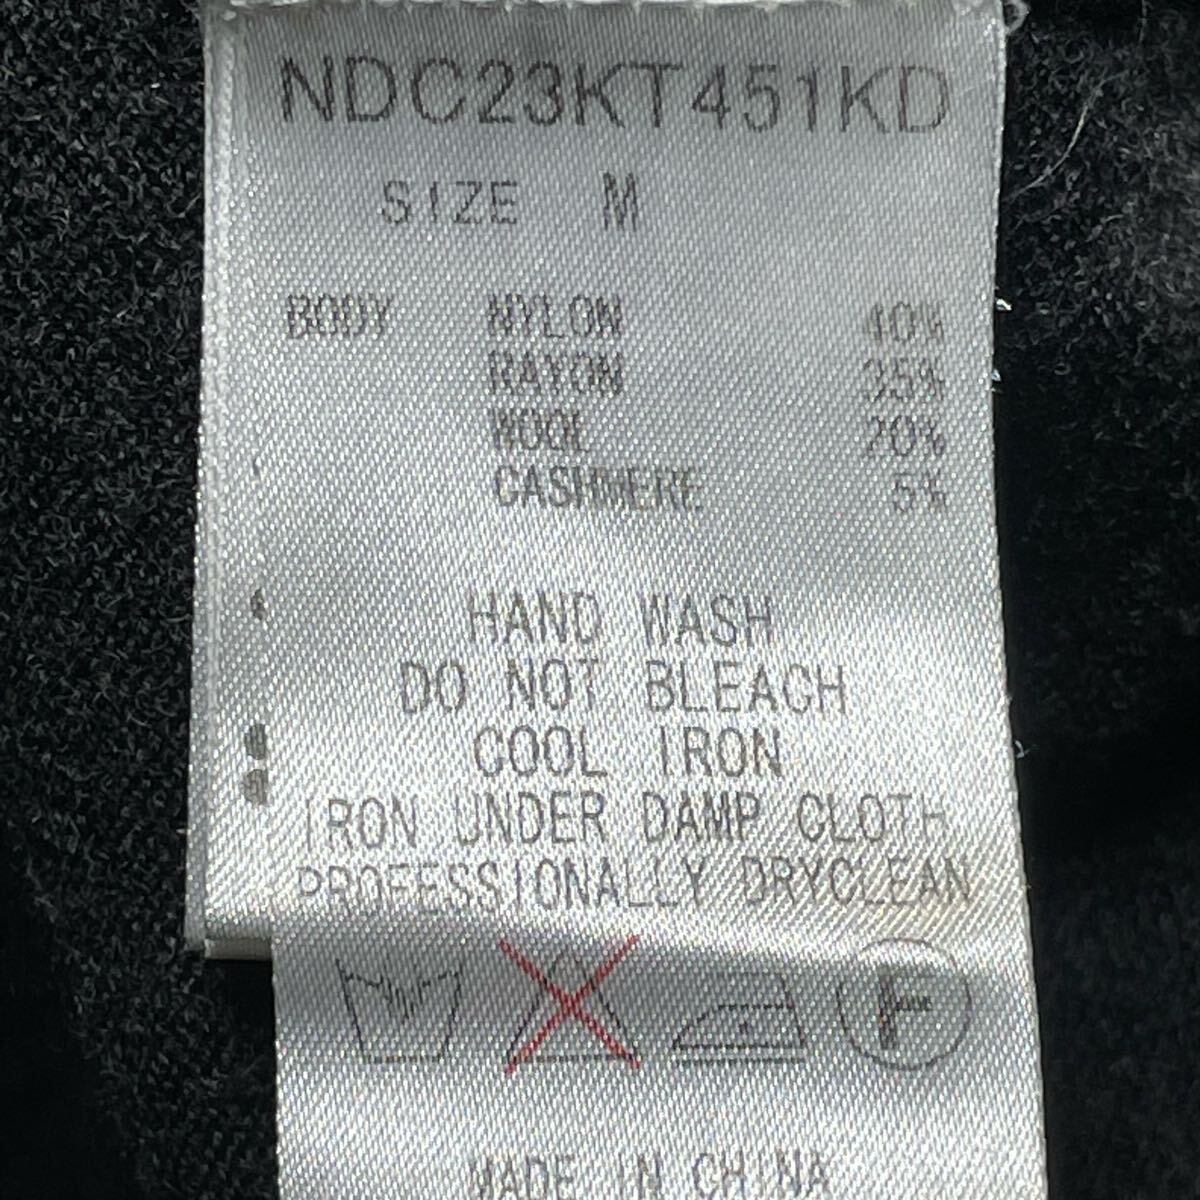 NDC23KT451KD
SIZE M
BODY NYLON 40%
RAYON 35%
WOOL 20%
CASHMERE 5%
HAND WASH
DO NOT BLEACH
COOL IRON
IRON UNDER DAMP CLOTH
PROFESSIONALLY DRYCLEAN
F
MADE IN CHINA